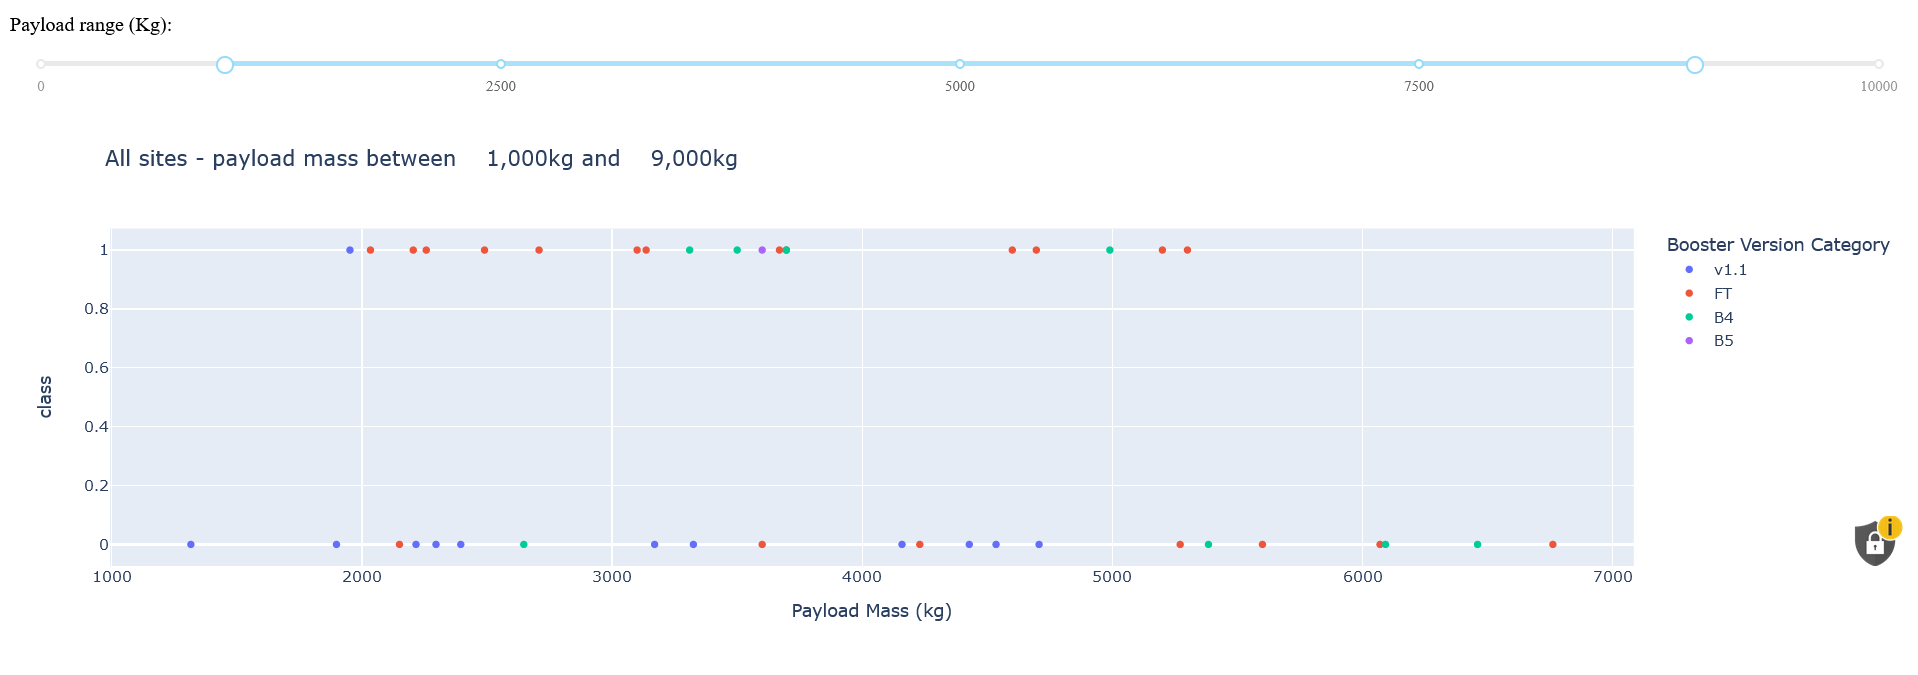 Payload range (Kg):
0 2500 5000 7500 10000
All sites - payload mass between 1,000kg and 9,000kg
Booster Version Category
v1.1
FT
B4
B5
1
0.8
0.6
0.4
0.2
0
class
1000 2000 3000 4000 5000 6000 7000
Payload Mass (kg)
i